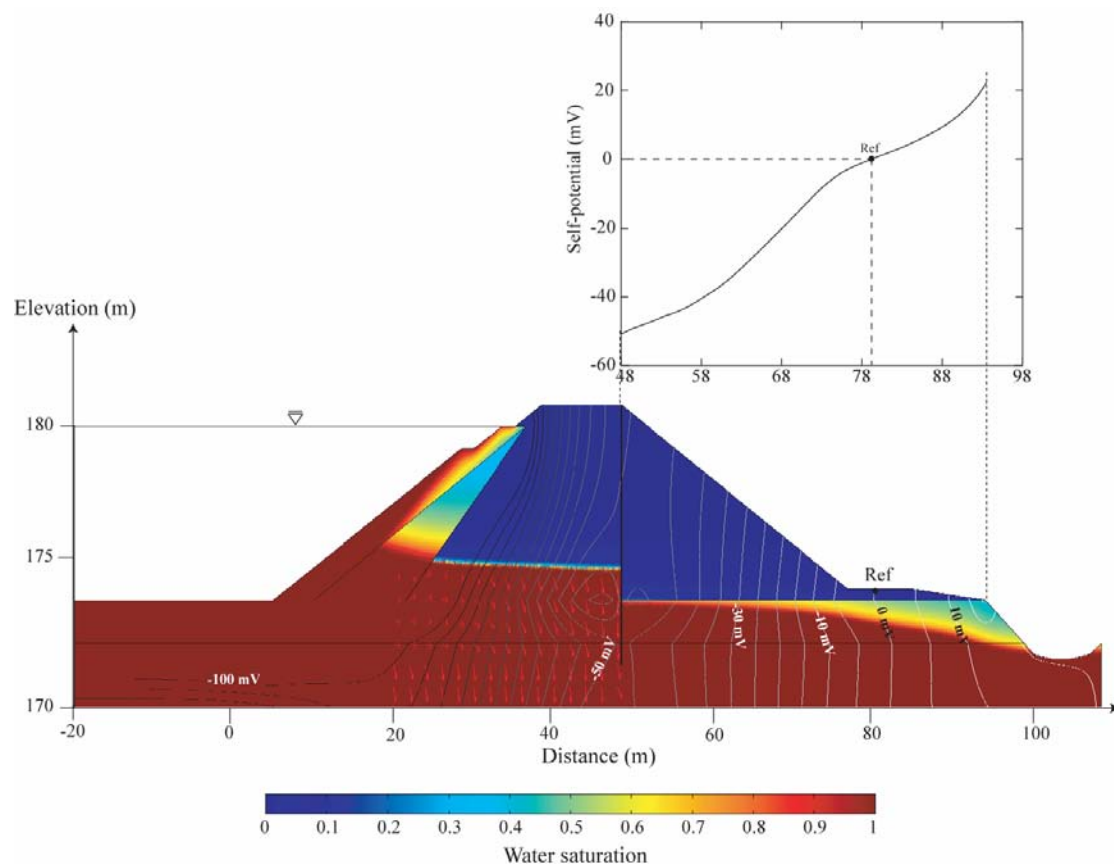 40
20
0
-20
-40
-60
Self-potential (mV)
Ref
48 58 68 78 88 98
Elevation (m)
180
175
170
Ref
-100 mV
-50 mV
-30 mV
-10 mV
0 mV
10 mV
-20 0 20 40 60 80 100
Distance (m)
0 0.1 0.2 0.3 0.4 0.5 0.6 0.7 0.8 0.9 1
Water saturation